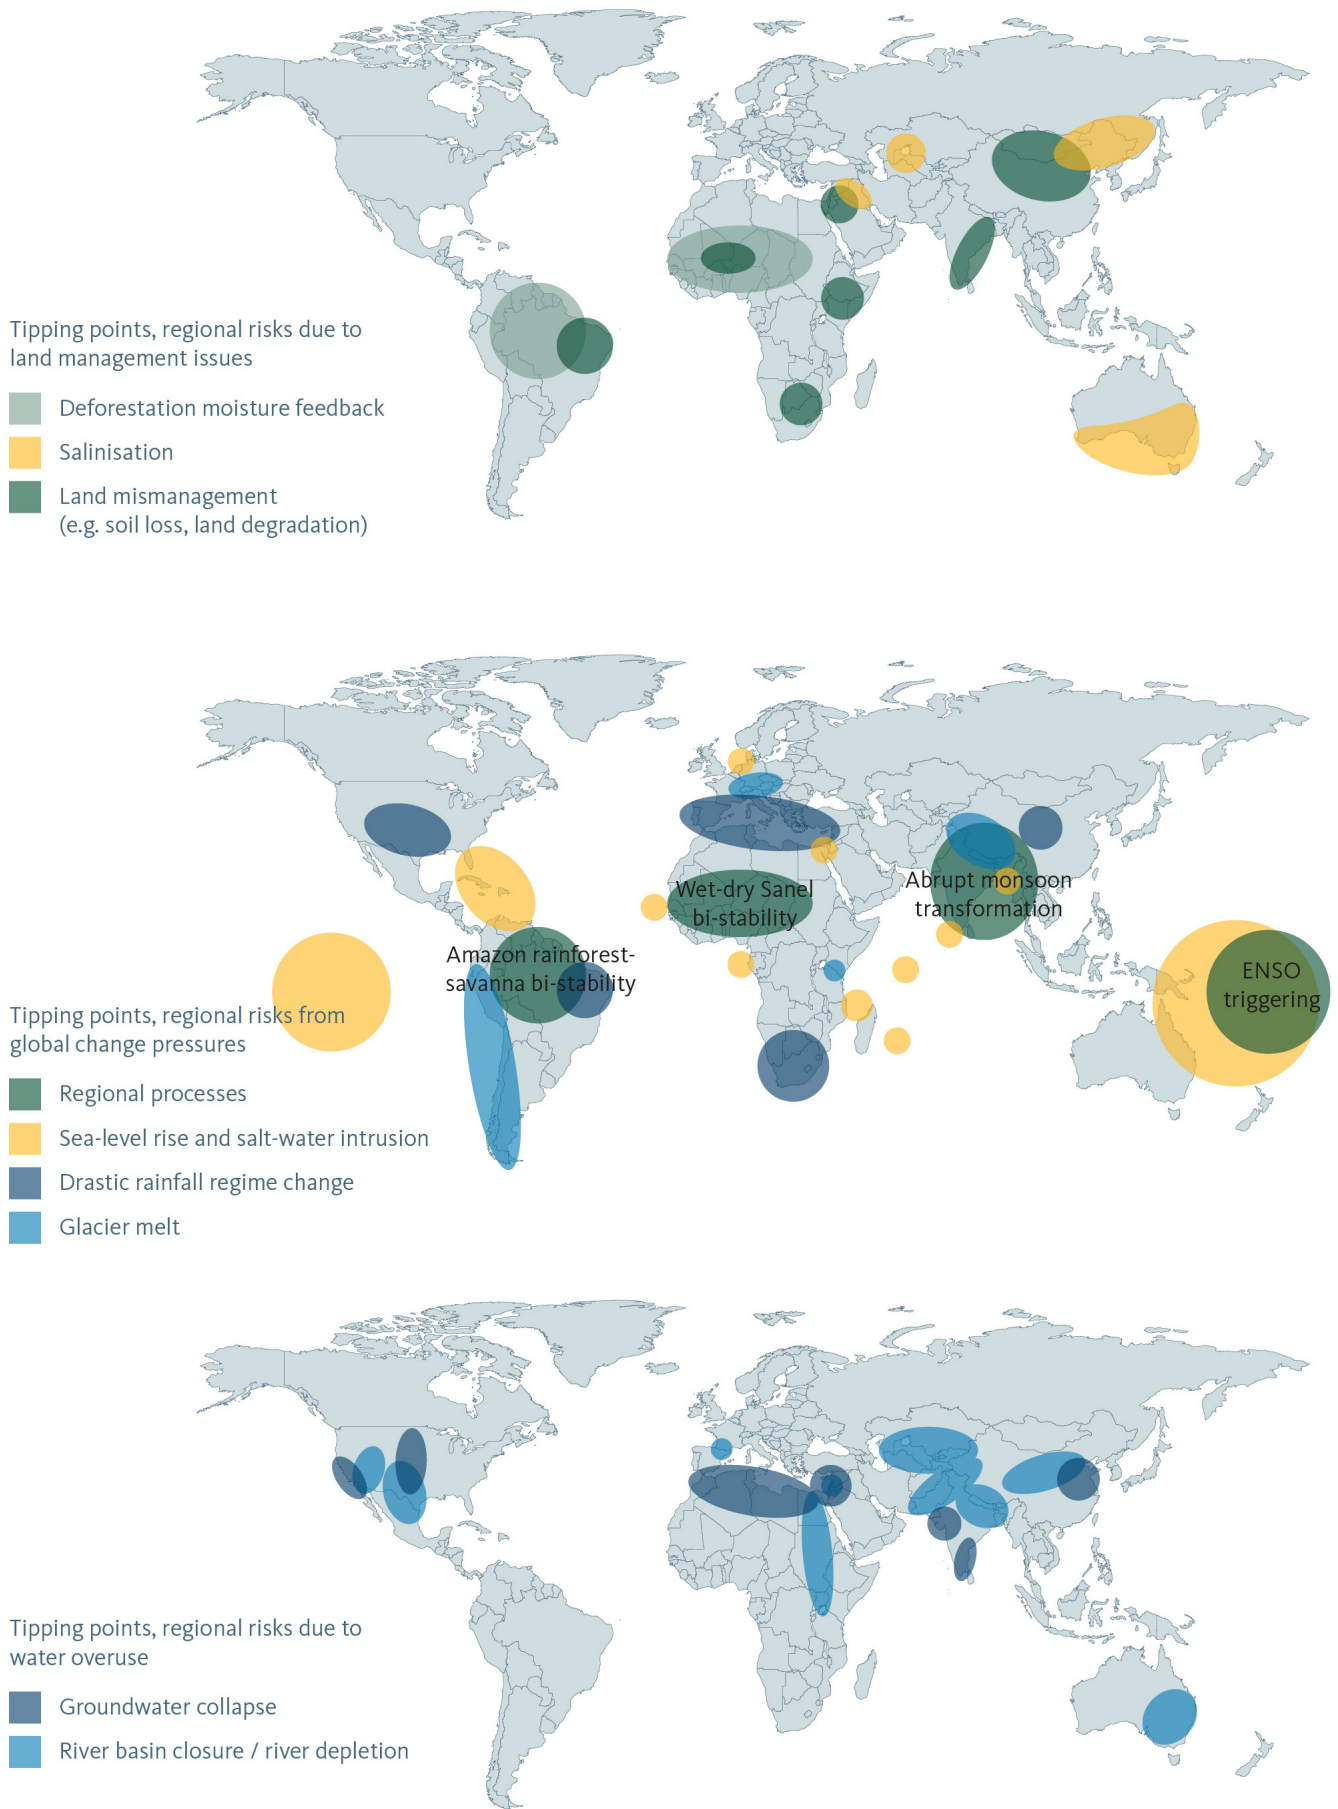 Tipping points, regional risks due to
land management issues
Deforestation moisture feedback
Salinisation
Land mismanagement
(e.g. soil loss, land degradation)
Wet-dry Sanel
bi-stability
Abrupt monsoon
transformation
Amazon rainforest-
savanna bi-stability
ENSO
triggering
Tipping points, regional risks from
global change pressures
Regional processes
Sea-level rise and salt-water intrusion
Drastic rainfall regime change
Glacier melt
Tipping points, regional risks due to
water overuse
Groundwater collapse
River basin closure / river depletion